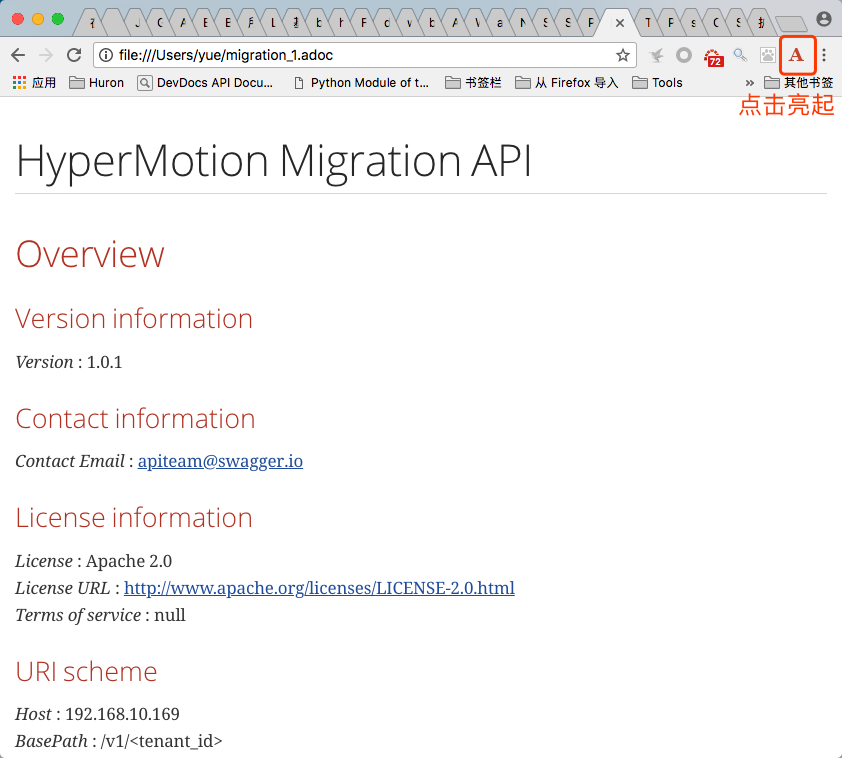 file:///Users/yue/migration_1.adoc
72
A
应用
Huron
DevDocs API Docu...
Python Module of t...
书签栏
从 Firefox 导入
Tools
»
其他书签
点击亮起
HyperMotion Migration API
Overview
Version information
Version : 1.0.1
Contact information
Contact Email : apiteam@swagger.io
License information
License : Apache 2.0
License URL : http://www.apache.org/licenses/LICENSE-2.0.html
Terms of service : null
URI scheme
Host : 192.168.10.169
BasePath : /v1/<tenant_id>